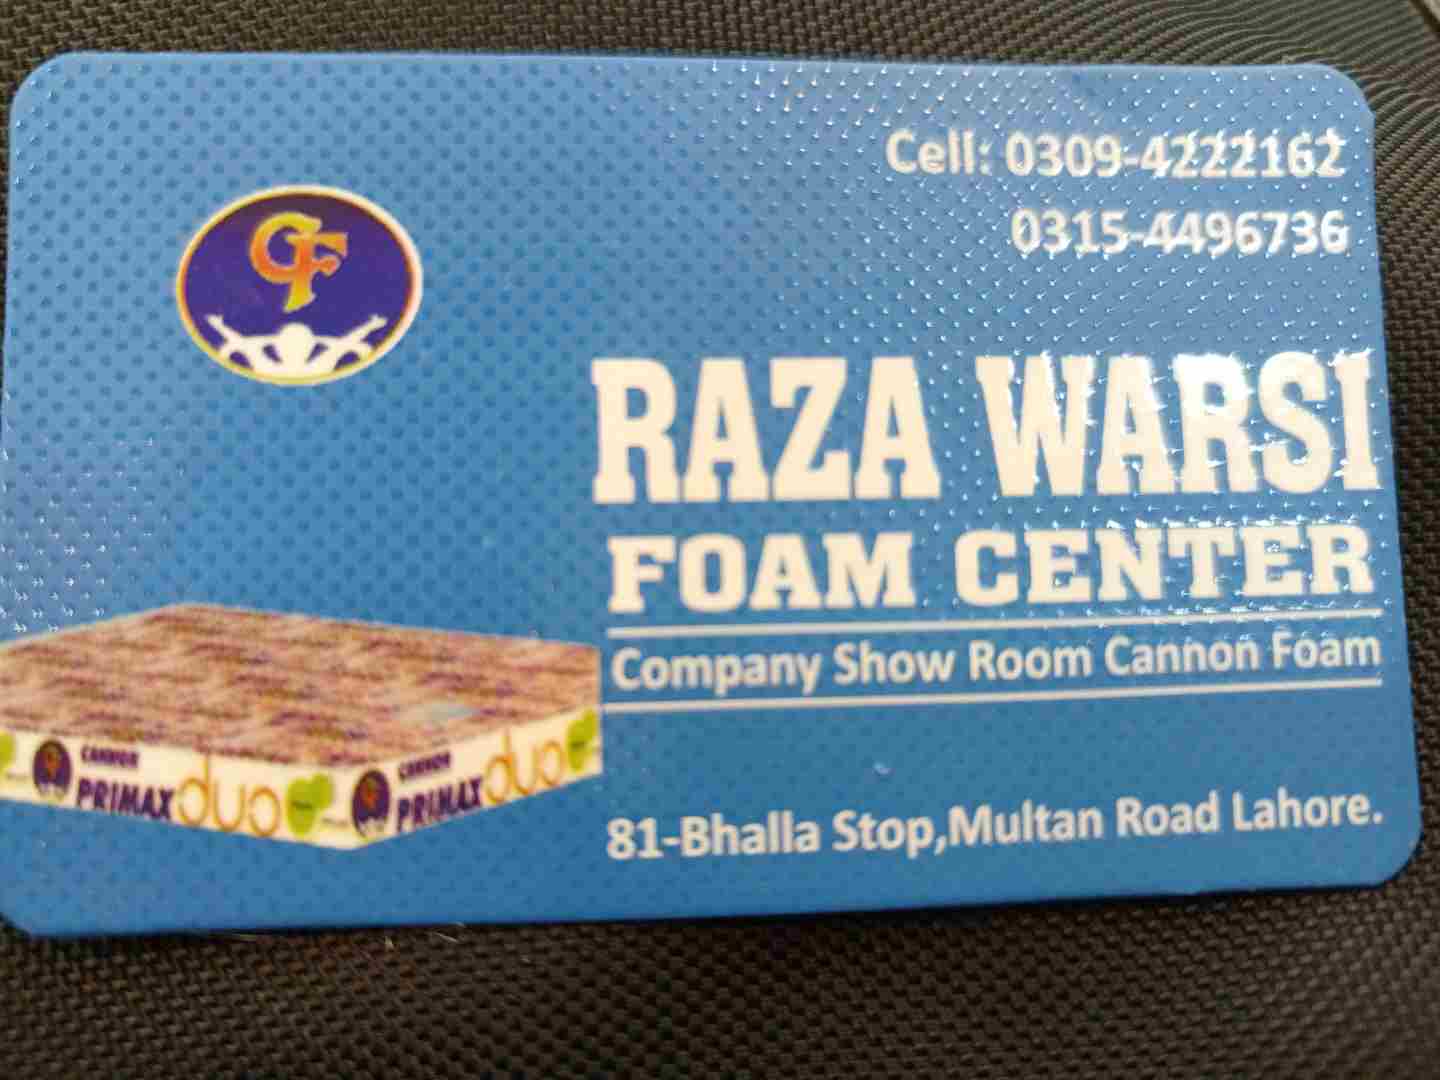 Cell: 0309-4222162
0315-4496736
GF
RAZA WARSI
FOAM CENTER
Company Show Room Cannon Foam
CANNON
PRIMAX duo
CANNON
PRIMAX duo
81-Bhalla Stop,Multan Road Lahore.